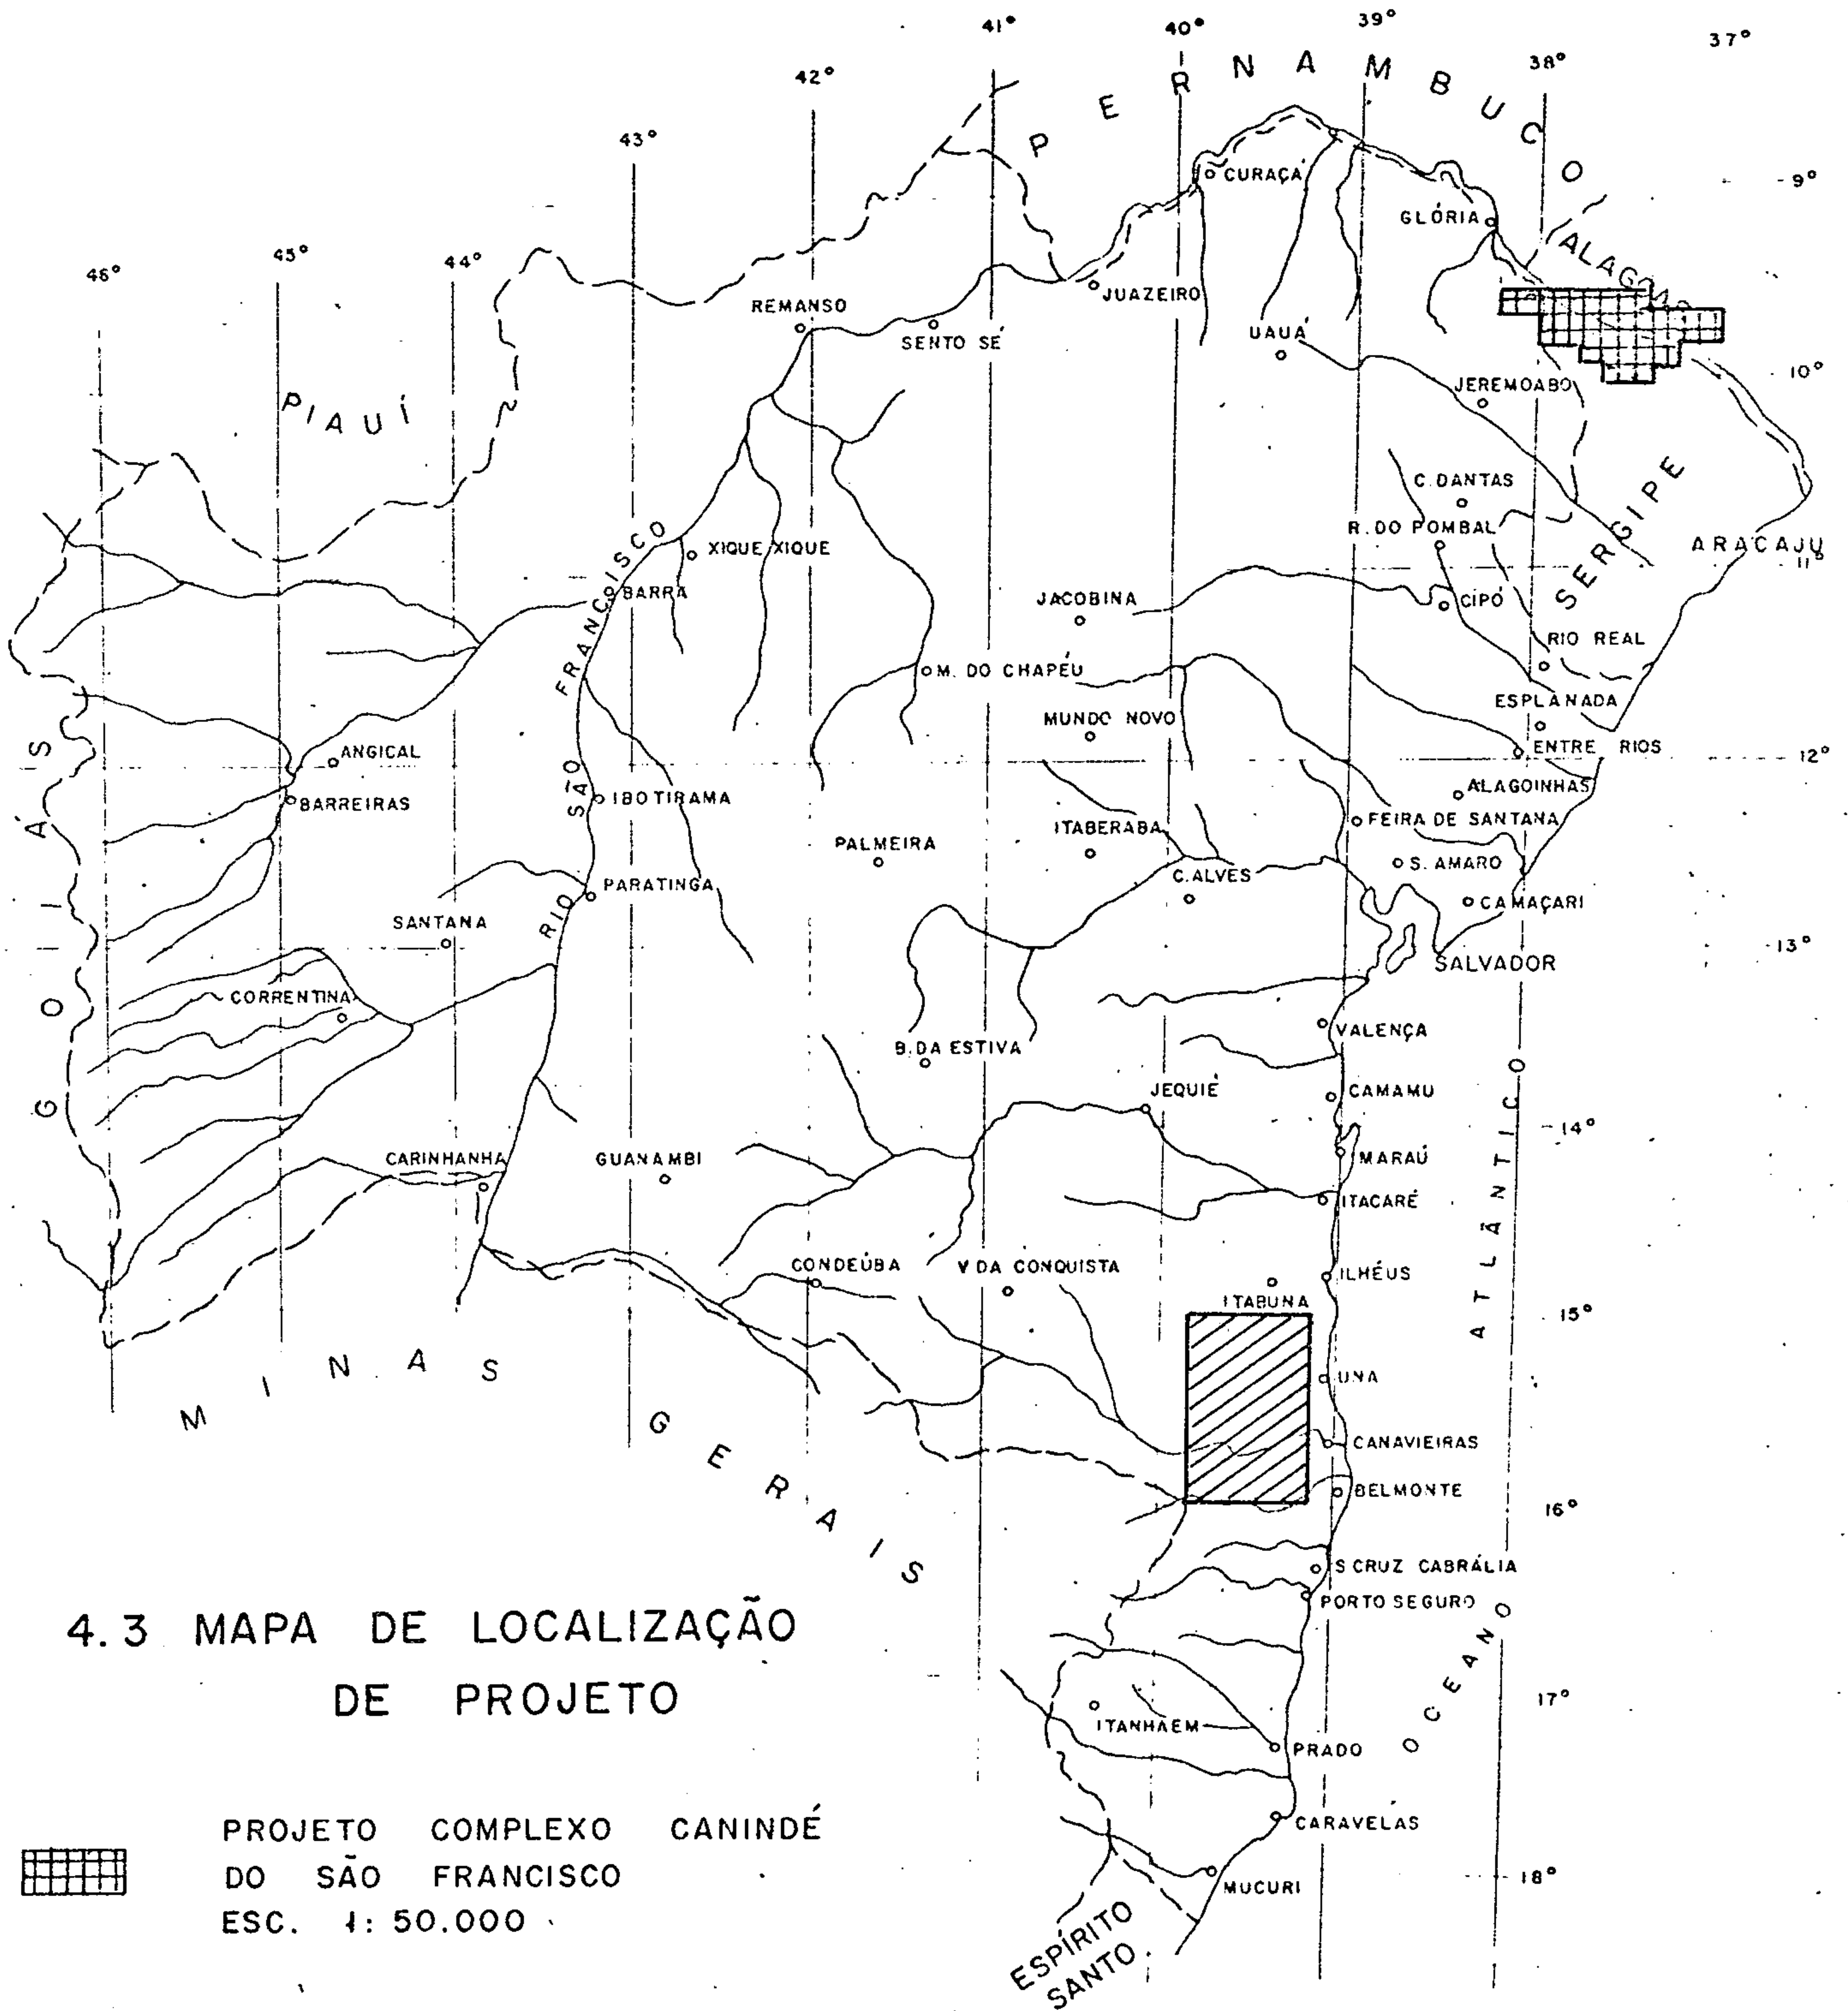 41°
40°
39°
37°
42°
38°
43°
PERNAMBUCO
CURAÇÁ
9°
GLÓRIA
46°
45°
44°
ALAGOAS
REMANSO
JUAZEIRO
SENTO SÉ
UAUÁ
10°
JEREMOABO
PIAUÍ
C. DANTAS
R. DO POMBAL
SERGIPE
ARACAJU
11°
XIQUE XIQUE
BARRA
JACOBINA
CIPÓ
RIO REAL
M. DO CHAPÉU
ESPLANADA
MUNDO NOVO
ENTRE RIOS
12°
ANGICAL
BARREIRAS
IBOTIRAMA
ALAGOINHAS
FEIRA DE SANTANA
ITABERABA
PALMEIRA
S. AMARO
C. ALVES
PARATINGA
CAMAÇARI
SANTANA
RIO SÃO FRANCISCO
13°
SALVADOR
CORRENTINA
GOIÁS
VALENÇA
B. DA ESTIVA
JEQUIÉ
CAMAMU
14°
CARINHANHA
GUANAMBI
MARAÚ
ITACARÉ
CONDEÚBA
V DA CONQUISTA
ILHÉUS
ITABUNA
15°
UNA
MINAS GERAIS
CANAVIEIRAS
BELMONTE
16°
S CRUZ CABRÁLIA
PORTO SEGURO
OCEANO ATLÂNTICO
17°
ITANHAEM
PRADO
CARAVELAS
18°
MUCURI
ESPÍRITO
SANTO
4.3 MAPA DE LOCALIZAÇÃO
DE PROJETO
PROJETO COMPLEXO CANINDÉ
DO SÃO FRANCISCO
ESC. 1: 50.000